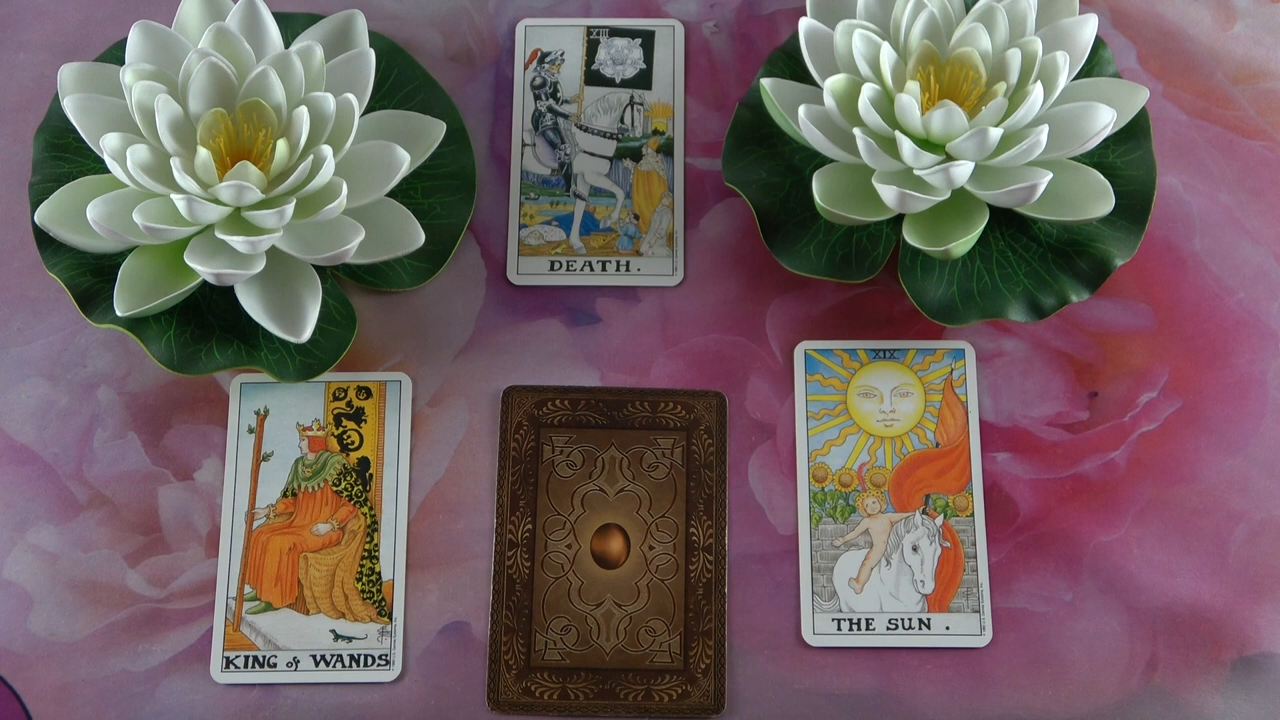 XIII
DEATH.
XIX
THE SUN .
KING of WANDS